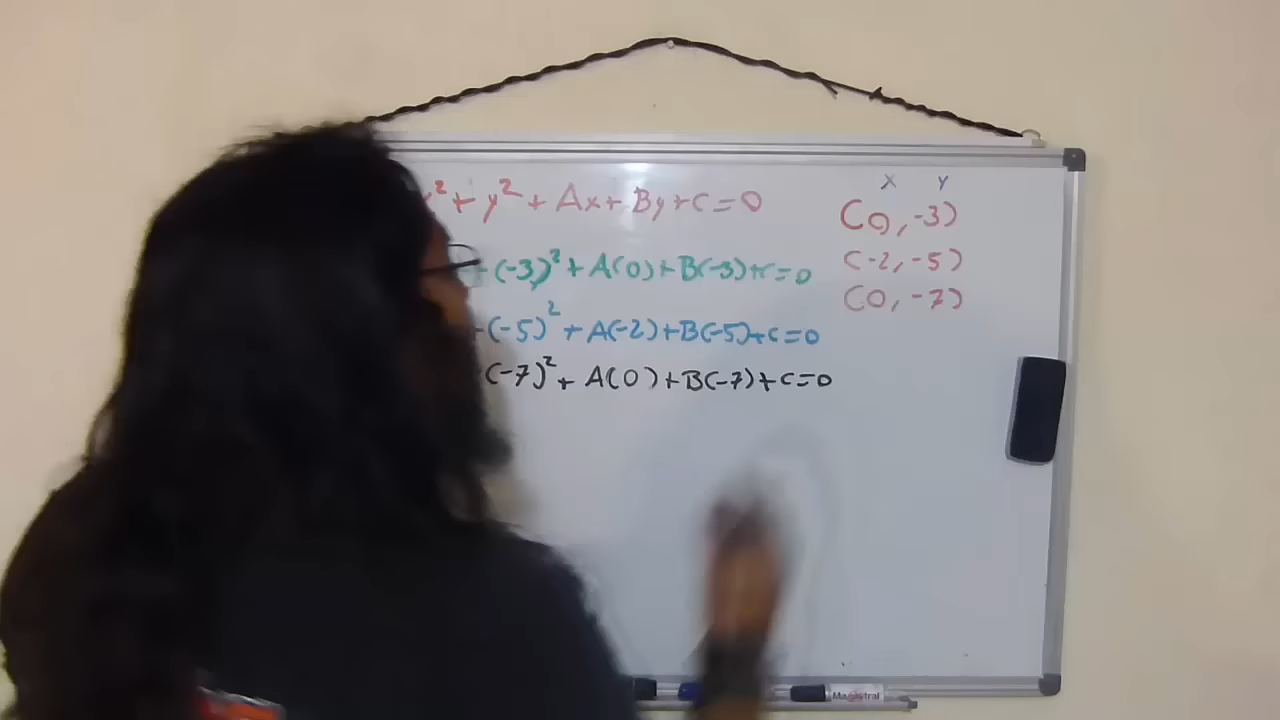 x² + y² + Ax + By + C = 0
+ (-3)² + A(0) + B(-3) + C = 0
+ (-5)² + A(-2) + B(-5) + C = 0
(-7)² + A(0) + B(-7) + C = 0
X Y
(0, -3)
(-2, -5)
(0, -7)
Magistral